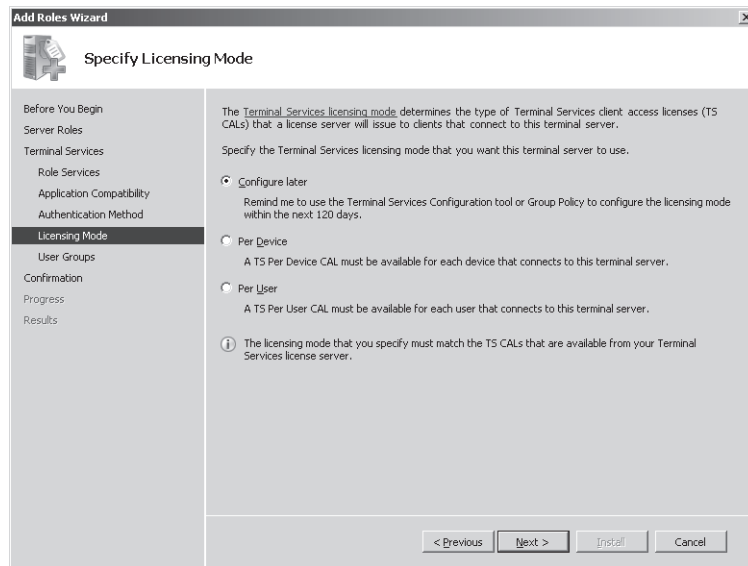 Add Roles Wizard
Specify Licensing Mode
Before You Begin
Server Roles
Terminal Services
Role Services
Application Compatibility
Authentication Method
Licensing Mode
User Groups
Confirmation
Progress
Results
The Terminal Services licensing mode determines the type of Terminal Services client access licenses (TS
CALs) that a license server will issue to clients that connect to this terminal server.
Specify the Terminal Services licensing mode that you want this terminal server to use.
Configure later
Remind me to use the Terminal Services Configuration tool or Group Policy to configure the licensing mode
within the next 120 days.
Per Device
A TS Per Device CAL must be available for each device that connects to this terminal server.
Per User
A TS Per User CAL must be available for each user that connects to this terminal server.
The licensing mode that you specify must match the TS CALs that are available from your Terminal
Services license server.
< Previous
Next >
Install
Cancel